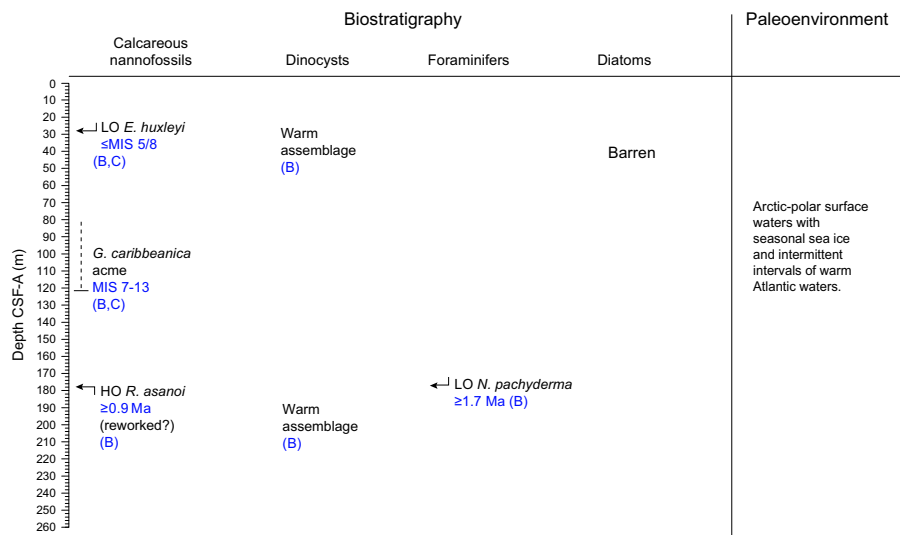 Biostratigraphy
Paleoenvironment
Calcareous
nannofossils
Dinocysts
Foraminifers
Diatoms
Depth CSF-A (m)
0
10
20
30
40
50
60
70
80
90
100
110
120
130
140
150
160
170
180
190
200
210
220
230
240
250
260
LO E. huxleyi
≤MIS 5/8
(B,C)
G. caribbeanica
acme
MIS 7-13
(B,C)
HO R. asanoi
≥0.9 Ma
(reworked?)
(B)
Warm
assemblage
(B)
Warm
assemblage
(B)
LO N. pachyderma
≥1.7 Ma (B)
Barren
Arctic-polar surface
waters with
seasonal sea ice
and intermittent
intervals of warm
Atlantic waters.